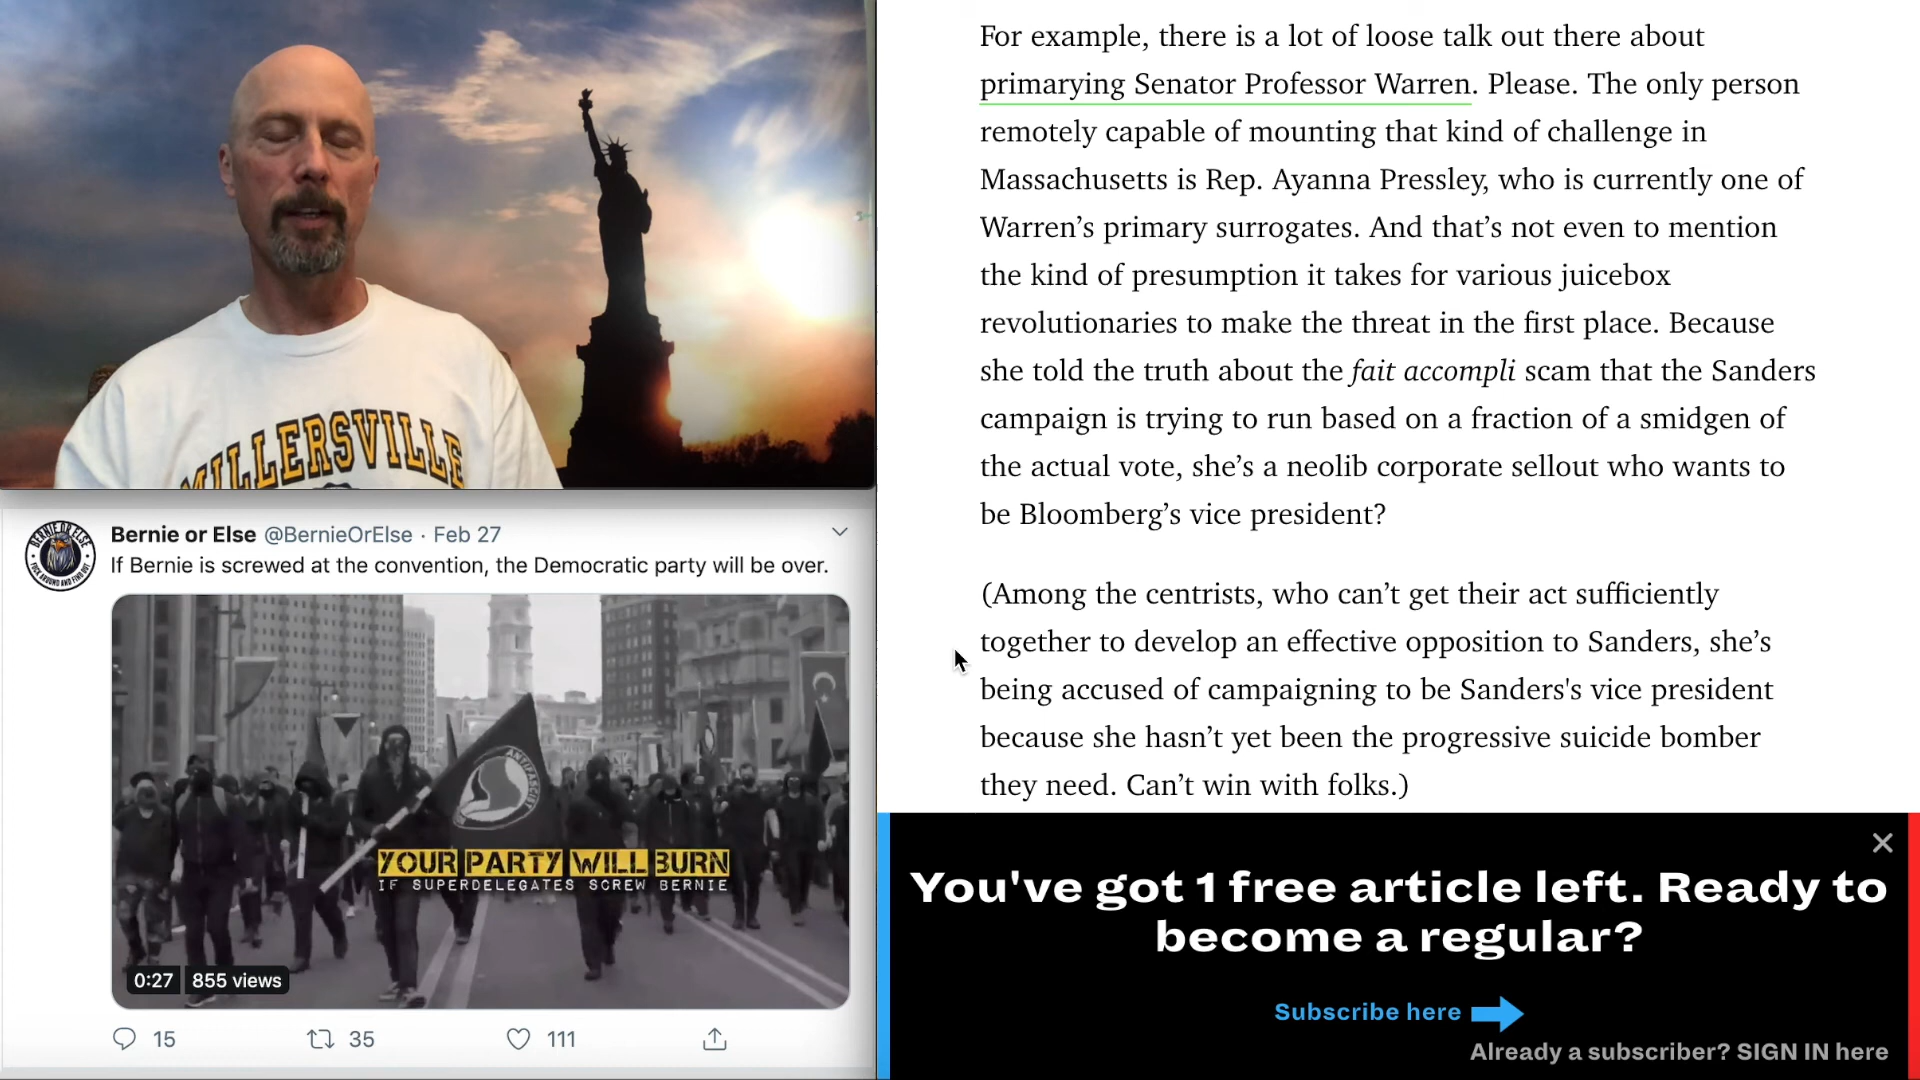 MILLERSVILLE
Bernie or Else @BernieOrElse · Feb 27
If Bernie is screwed at the convention, the Democratic party will be over.
BERNIE OR ELSE
ANTIFASCIST
YOUR PARTY WILL BURN
IF SUPERDELEGATES SCREW BERNIE
0:27 855 views
15 35 111
For example, there is a lot of loose talk out there about
primarying Senator Professor Warren. Please. The only person
remotely capable of mounting that kind of challenge in
Massachusetts is Rep. Ayanna Pressley, who is currently one of
Warren’s primary surrogates. And that’s not even to mention
the kind of presumption it takes for various juicebox
revolutionaries to make the threat in the first place. Because
she told the truth about the fait accompli scam that the Sanders
campaign is trying to run based on a fraction of a smidgen of
the actual vote, she’s a neolib corporate sellout who wants to
be Bloomberg’s vice president?
(Among the centrists, who can’t get their act sufficiently
together to develop an effective opposition to Sanders, she’s
being accused of campaigning to be Sanders's vice president
because she hasn’t yet been the progressive suicide bomber
they need. Can’t win with folks.)
You've got 1 free article left. Ready to
become a regular?
Subscribe here
Already a subscriber? SIGN IN here